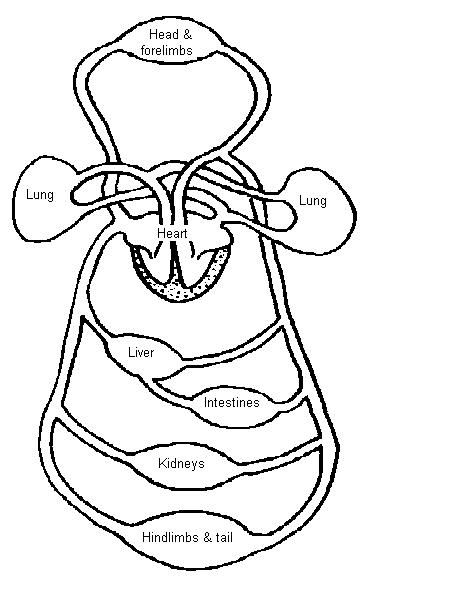 Head &
forelimbs
Lung
Lung
Heart
Liver
Intestines
Kidneys
Hindlimbs & tail